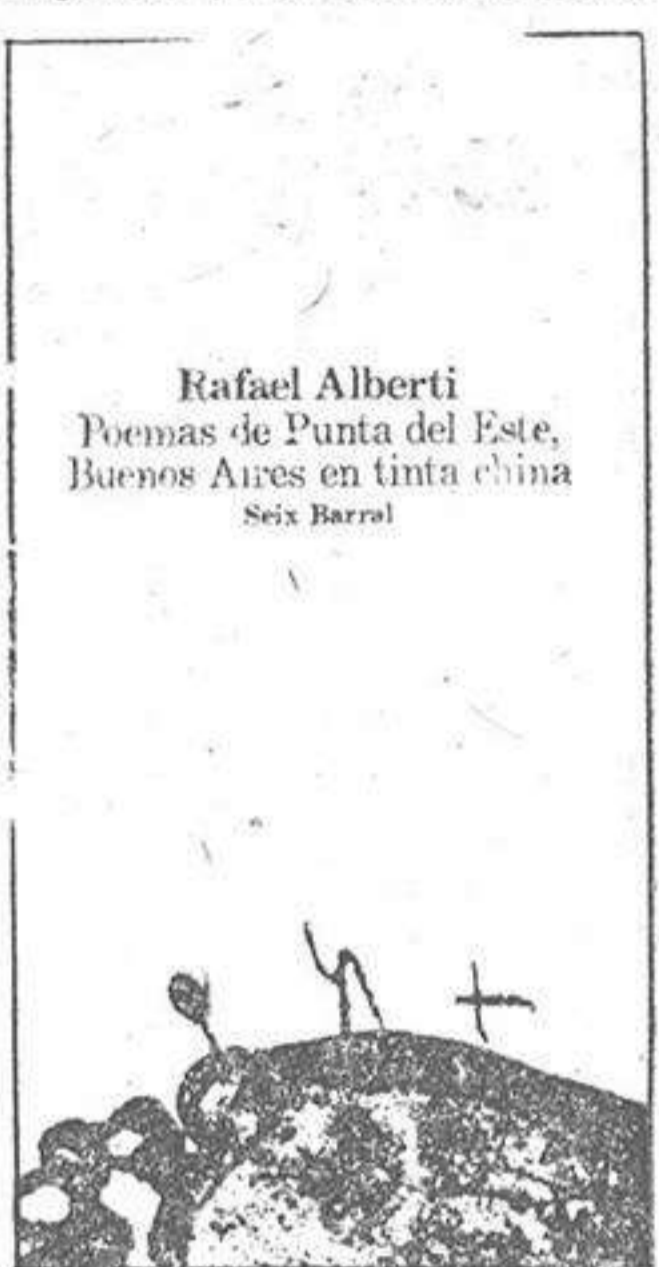 Rafael Alberti
Poemas de Punta del Este,
Buenos Aires en tinta china
Seix Barral